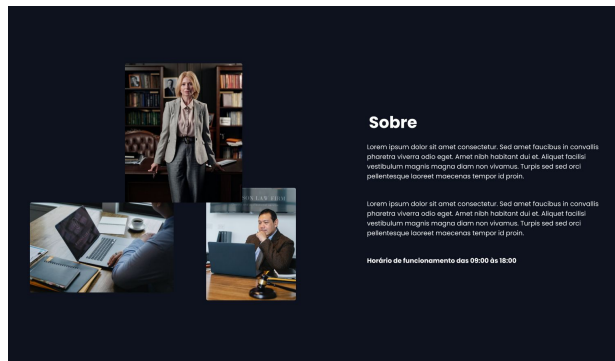 Sobre
Lorem ipsum dolor sit amet consectetur. Sed amet faucibus in convallis
pharetra viverra odio eget. Amet nibh habitant dui et. Aliquet facilisi
vestibulum magnis magna diam non vivamus. Turpis sed sed orci
pellentesque laoreet maecenas tempor id proin.
Lorem ipsum dolor sit amet consectetur. Sed amet faucibus in convallis
pharetra viverra odio eget. Amet nibh habitant dui et. Aliquet facilisi
vestibulum magnis magna diam non vivamus. Turpis sed sed orci
pellentesque laoreet maecenas tempor id proin.
Horário de funcionamento das 09:00 às 18:00